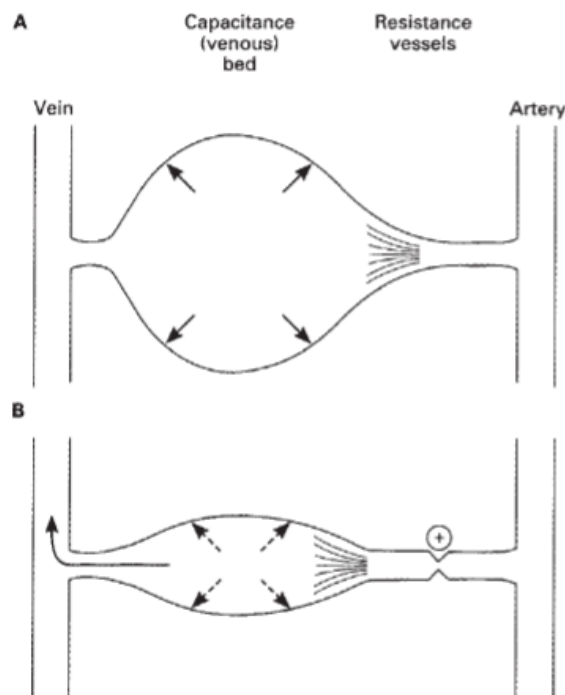 A
Capacitance
(venous)
bed
Resistance
vessels
Vein
Artery
B
+